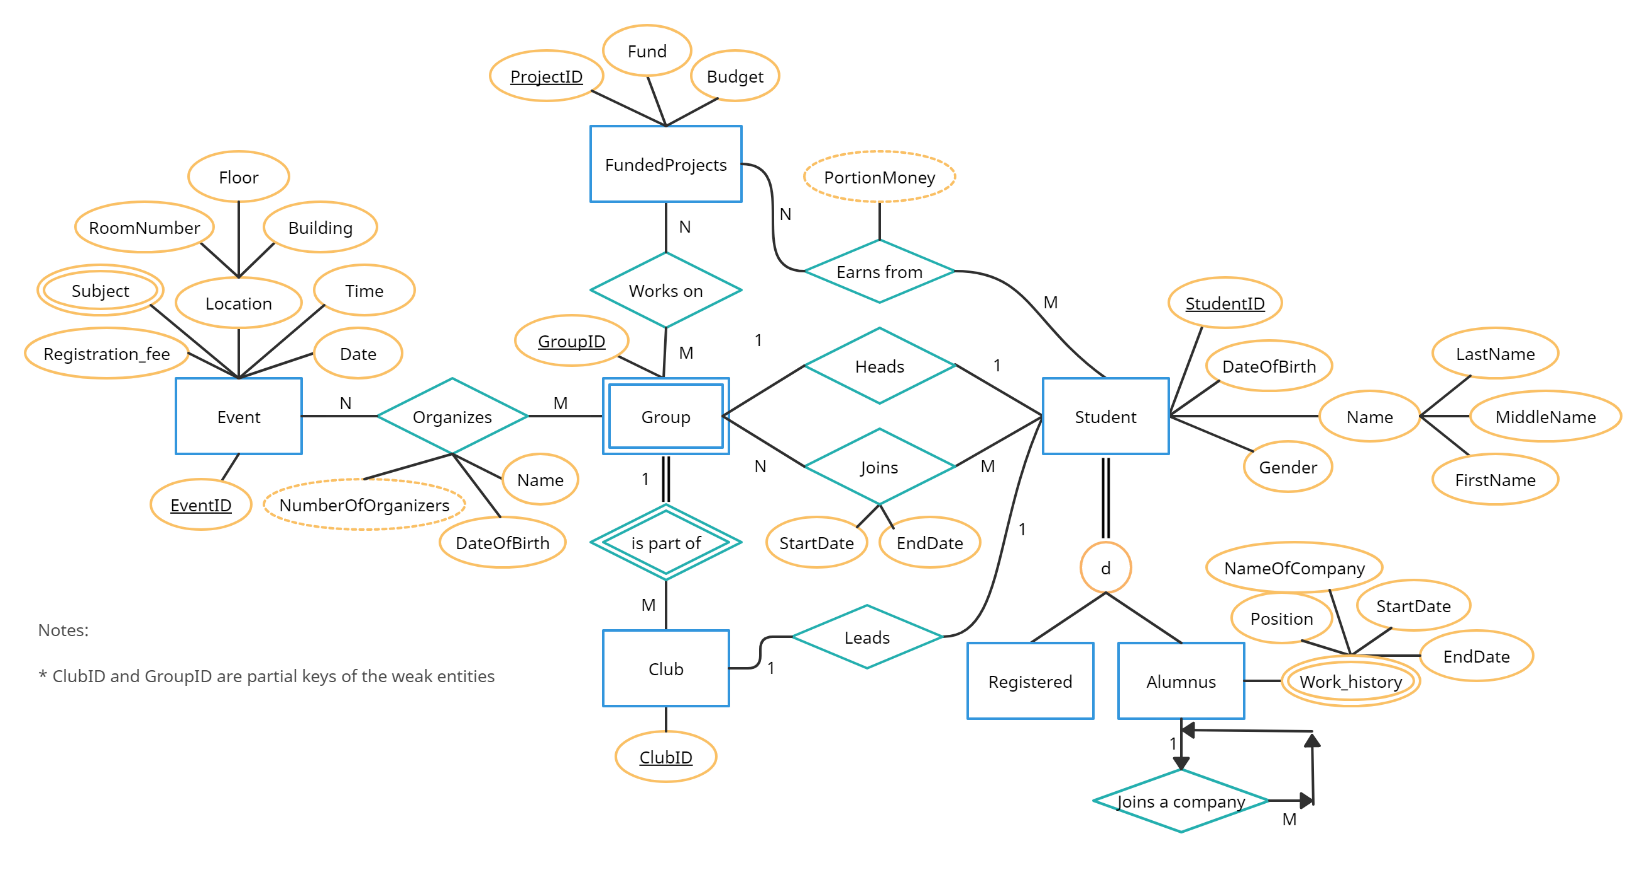 Fund
ProjectID
Budget
FundedProjects
Floor
PortionMoney
RoomNumber
Building
N
N
Subject
Location
Time
Works on
Earns from
M
StudentID
Registration_fee
Date
GroupID
M
1
Heads
1
DateOfBirth
LastName
Event
N
Organizes
M
Group
Student
Name
MiddleName
N
Joins
M
Gender
FirstName
EventID
NumberOfOrganizers
Name
1
DateOfBirth
is part of
StartDate
EndDate
1
d
NameOfCompany
M
Position
StartDate
Notes:
Leads
EndDate
* ClubID and GroupID are partial keys of the weak entities
Club
1
Registered
Alumnus
Work_history
1
ClubID
Joins a company
M